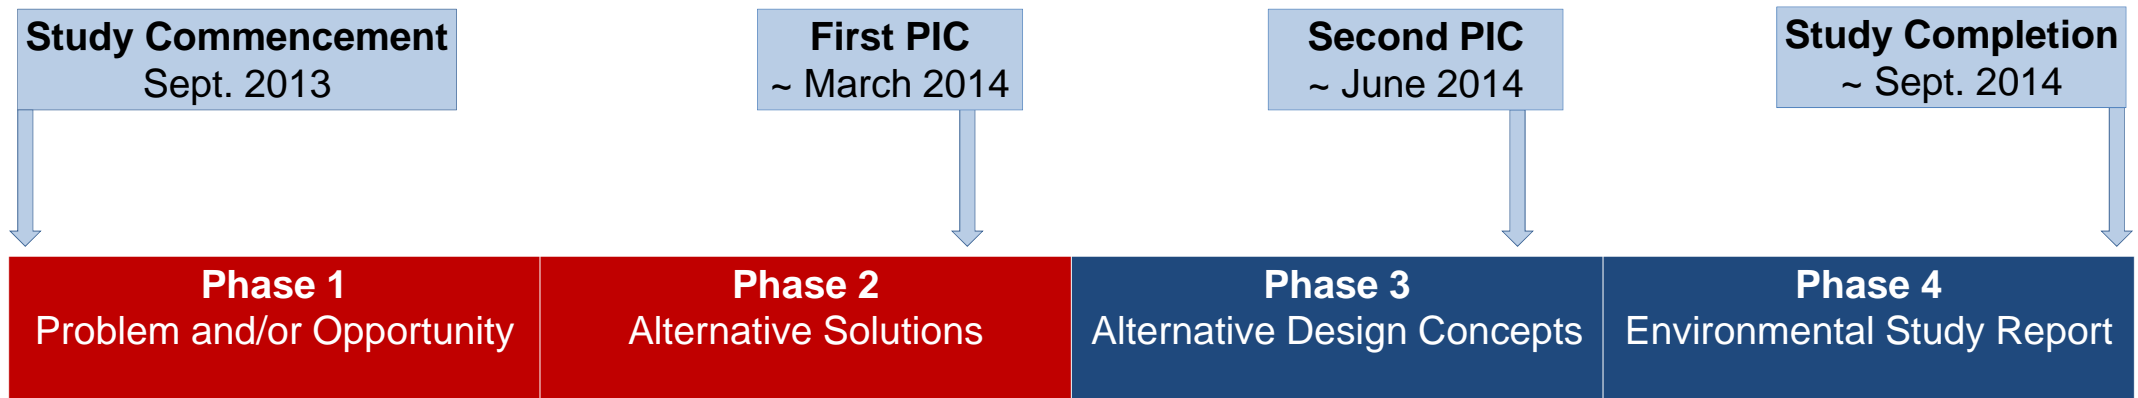 Study Commencement
Sept. 2013
First PIC
~ March 2014
Second PIC
~ June 2014
Study Completion
~ Sept. 2014
Phase 1
Problem and/or Opportunity
Phase 2
Alternative Solutions
Phase 3
Alternative Design Concepts
Phase 4
Environmental Study Report